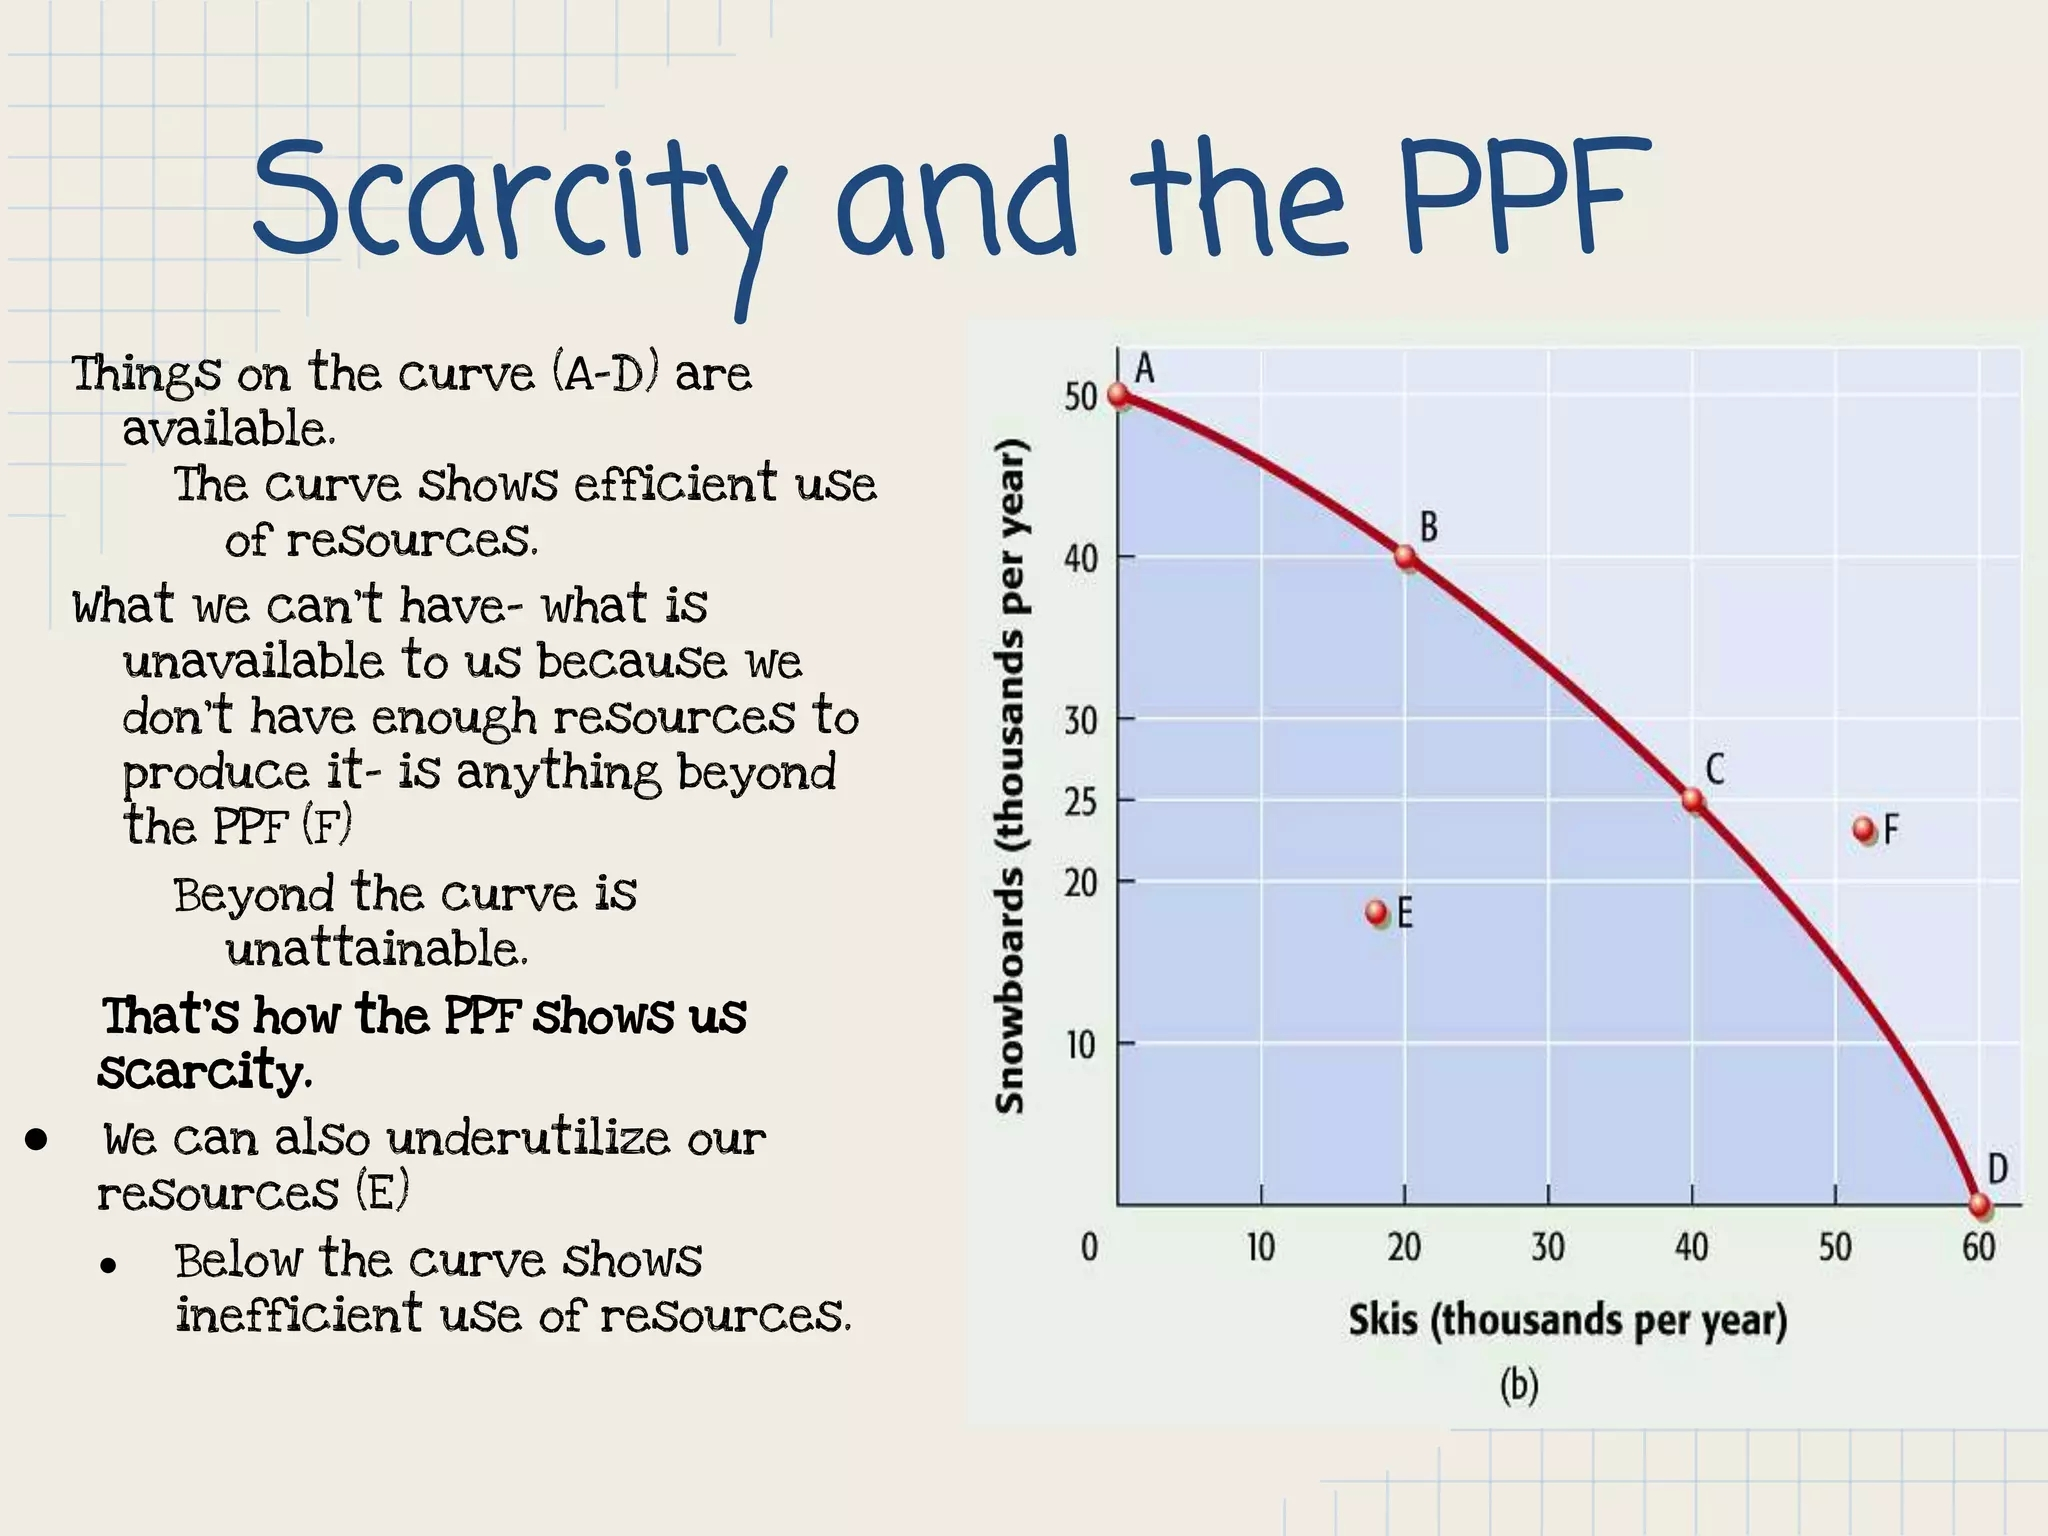 Scarcity and the PPF
Things on the curve (A-D) are
available.
The curve shows efficient use
of resources.
What we can't have- what is
unavailable to us because we
don't have enough resources to
produce it- is anything beyond
the PPF (F)
Beyond the curve is
unattainable.
That's how the PPF shows us
scarcity.
● We can also underutilize our
resources (E)
● Below the curve shows
inefficient use of resources.
Snowboards (thousands per year)
50
40
30
25
20
10
A
B
C
F
E
D
0 10 20 30 40 50 60
Skis (thousands per year)
(b)